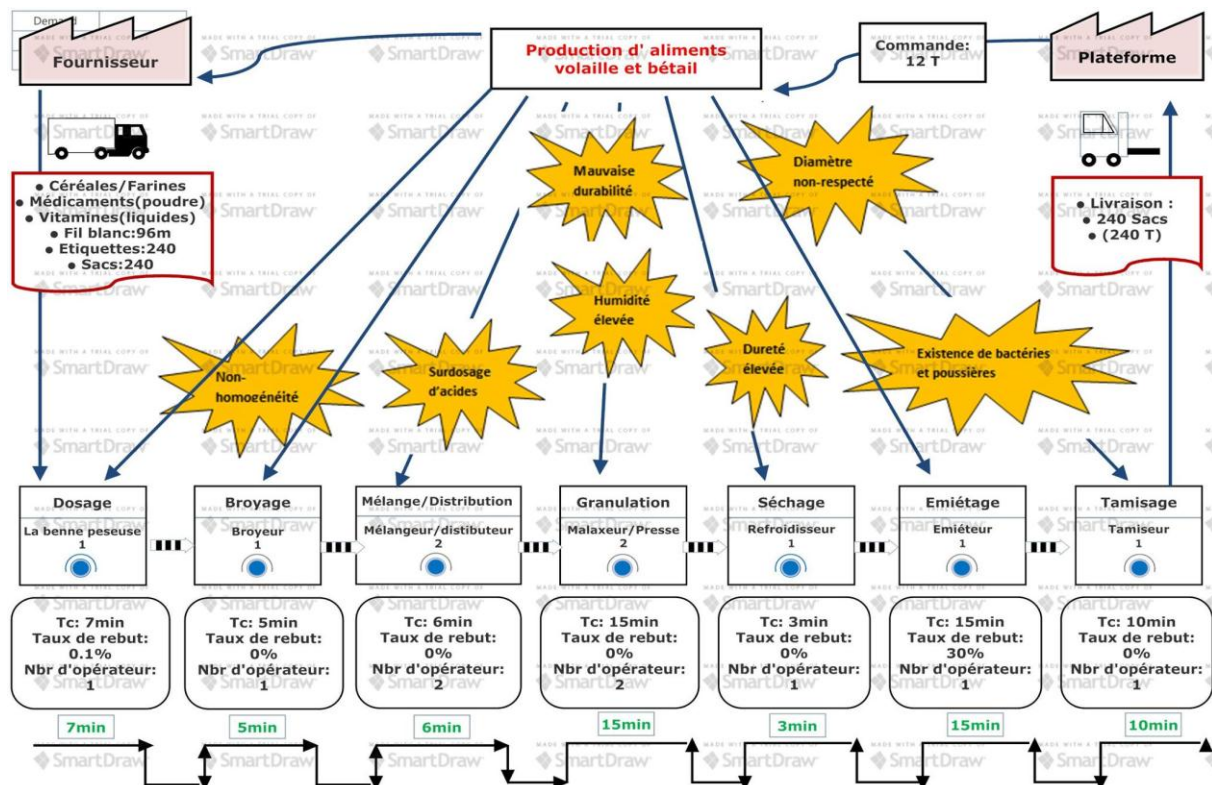 Demand
Fournisseur
Production d' aliments
volaille et bétail
Commande:
12 T
Plateforme
● Céréales/Farines
● Médicaments(poudre)
● Vitamines(liquides)
● Fil blanc:96m
● Etiquettes:240
● Sacs:240
Mauvaise
durabilité
Diamètre
non-respecté
● Livraison :
● 240 Sacs
● (240 T)
Humidité
élevée
Non-
homogénéité
Surdosage
d'acides
Dureté
élevée
Existence de bactéries
et poussières
Dosage
La benne peseuse
1
Broyage
Broyeur
1
Mélange/Distribution
Mélangeur/distibuteur
2
Granulation
Malaxeur/Presse
2
Séchage
Refroidisseur
1
Emiétage
Emiéteur
1
Tamisage
Tamiseur
1
Tc: 7min
Taux de rebut:
0.1%
Nbr d'opérateur:
1
Tc: 5min
Taux de rebut:
0%
Nbr d'opérateur:
1
Tc: 6min
Taux de rebut:
0%
Nbr d'opérateur:
2
Tc: 15min
Taux de rebut:
0%
Nbr d'opérateur:
2
Tc: 3min
Taux de rebut:
0%
Nbr d'opérateur:
1
Tc: 15min
Taux de rebut:
30%
Nbr d'opérateur:
1
Tc: 10min
Taux de rebut:
0%
Nbr d'opérateur:
1
7min
5min
6min
15min
3min
15min
10min
MADE WITH A TRIAL COPY OF
SmartDraw